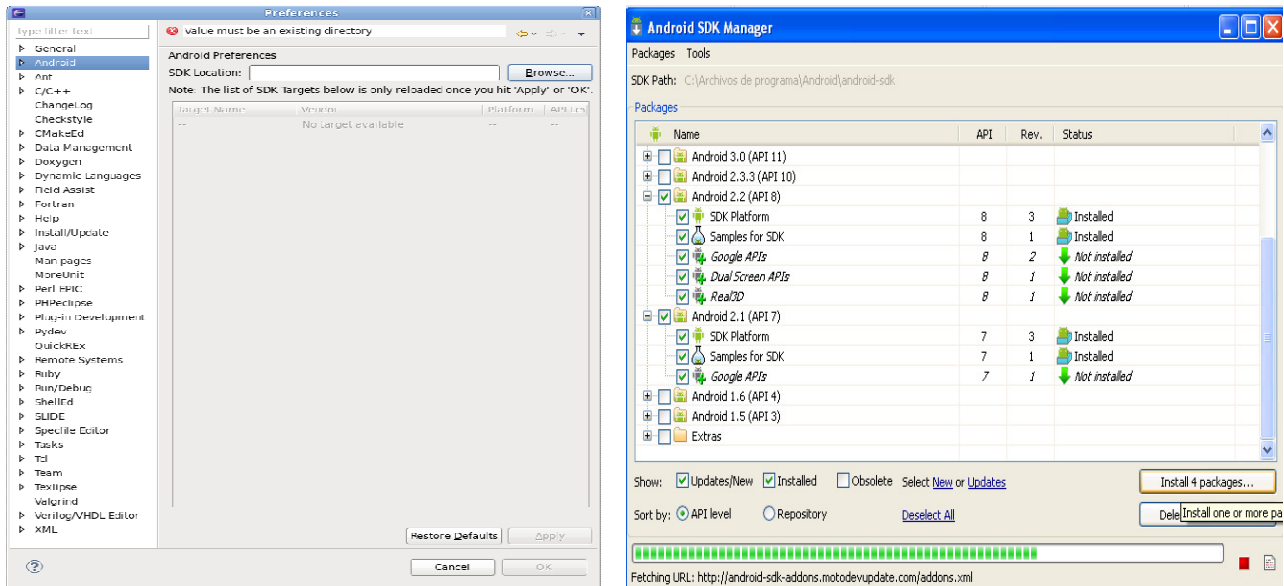 Preferences
type filter text
General
Android
Ant
C/C++
ChangeLog
Checkstyle
CMakeEd
Data Management
Doxygen
Dynamic Languages
Field Assist
Fortran
Help
Install/Update
Java
Man pages
MoreUnit
Perl EPIC
PHPeclipse
Plug-in Development
Pydev
QuickREx
Remote Systems
Ruby
Run/Debug
ShellEd
SLIDE
Specfile Editor
Tasks
Tcl
Team
Texlipse
Valgrind
Verilog/VHDL Editor
XML
Value must be an existing directory
Android Preferences
SDK Location: Browse...
Note: The list of SDK Targets below is only reloaded once you hit 'Apply' or 'OK'.
Target Name Vendor Platform API Le
-- No target available -- --
Restore Defaults Apply
Cancel OK
Android SDK Manager
Packages Tools
SDK Path: C:\Archivos de programa\Android\android-sdk
Packages
Name API Rev. Status
Android 3.0 (API 11)
Android 2.3.3 (API 10)
Android 2.2 (API 8)
SDK Platform 8 3 Installed
Samples for SDK 8 1 Installed
Google APIs 8 2 Not installed
Dual Screen APIs 8 1 Not installed
Real3D 8 1 Not installed
Android 2.1 (API 7)
SDK Platform 7 3 Installed
Samples for SDK 7 1 Installed
Google APIs 7 1 Not installed
Android 1.6 (API 4)
Android 1.5 (API 3)
Extras
Show: Updates/New Installed Obsolete Select New or Updates Install 4 packages...
Sort by: API level Repository Deselect All Dele Install one or more pa
Fetching URL: http://android-sdk-addons.motodevupdate.com/addons.xml